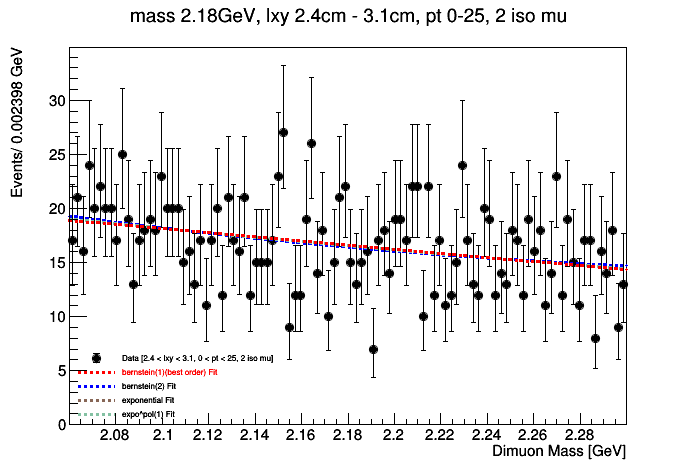 mass 2.18GeV, lxy 2.4cm - 3.1cm, pt 0-25, 2 iso mu
Events/ 0.002398 GeV
30
25
20
15
10
5
0
Data [2.4 < lxy < 3.1, 0 < pt < 25, 2 iso mu]
bernstein(1)(best order) Fit
bernstein(2) Fit
exponential Fit
expo^pol(1) Fit
2.08 2.1 2.12 2.14 2.16 2.18 2.2 2.22 2.24 2.26 2.28
Dimuon Mass [GeV]